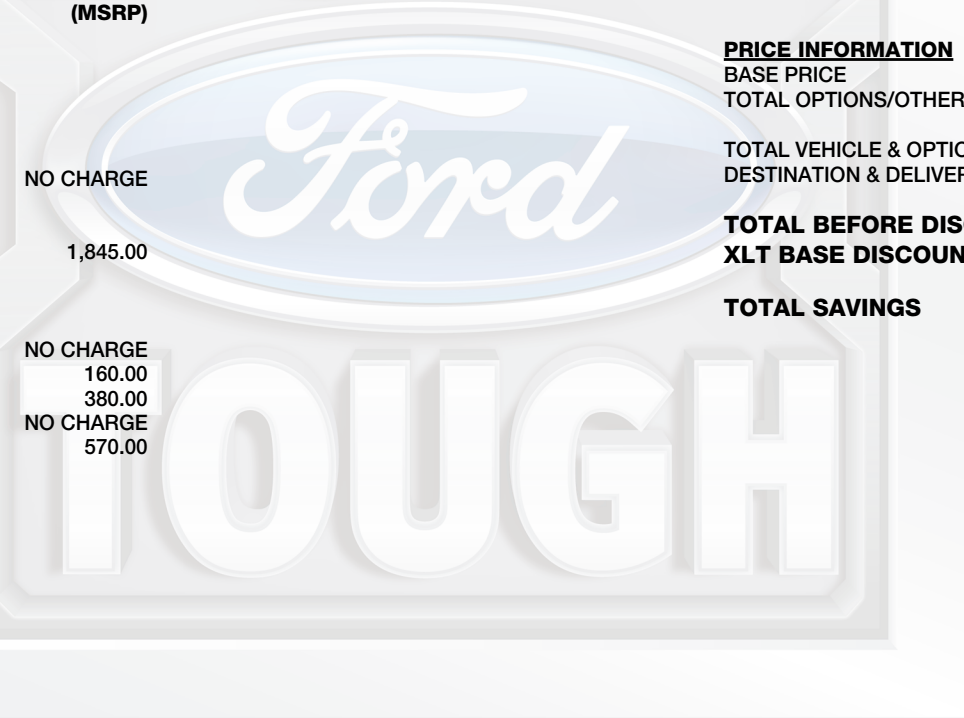 (MSRP)
NO CHARGE
1,845.00
NO CHARGE
160.00
380.00
NO CHARGE
570.00
PRICE INFORMATION
BASE PRICE
TOTAL OPTIONS/OTHER
TOTAL VEHICLE & OPTIO
DESTINATION & DELIVER
TOTAL BEFORE DIS
XLT BASE DISCOUN
TOTAL SAVINGS
Ford
TOUGH